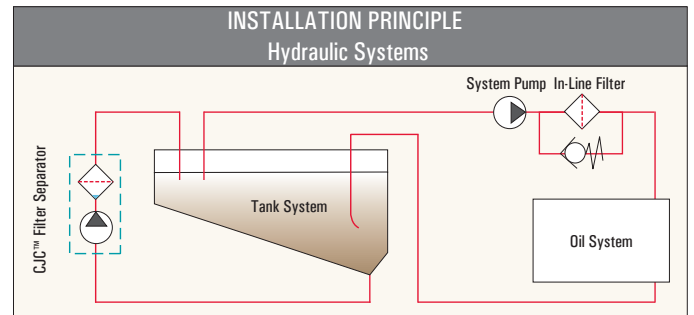 INSTALLATION PRINCIPLE
Hydraulic Systems
System Pump In-Line Filter
CJC™ Filter Separator
Tank System
Oil System